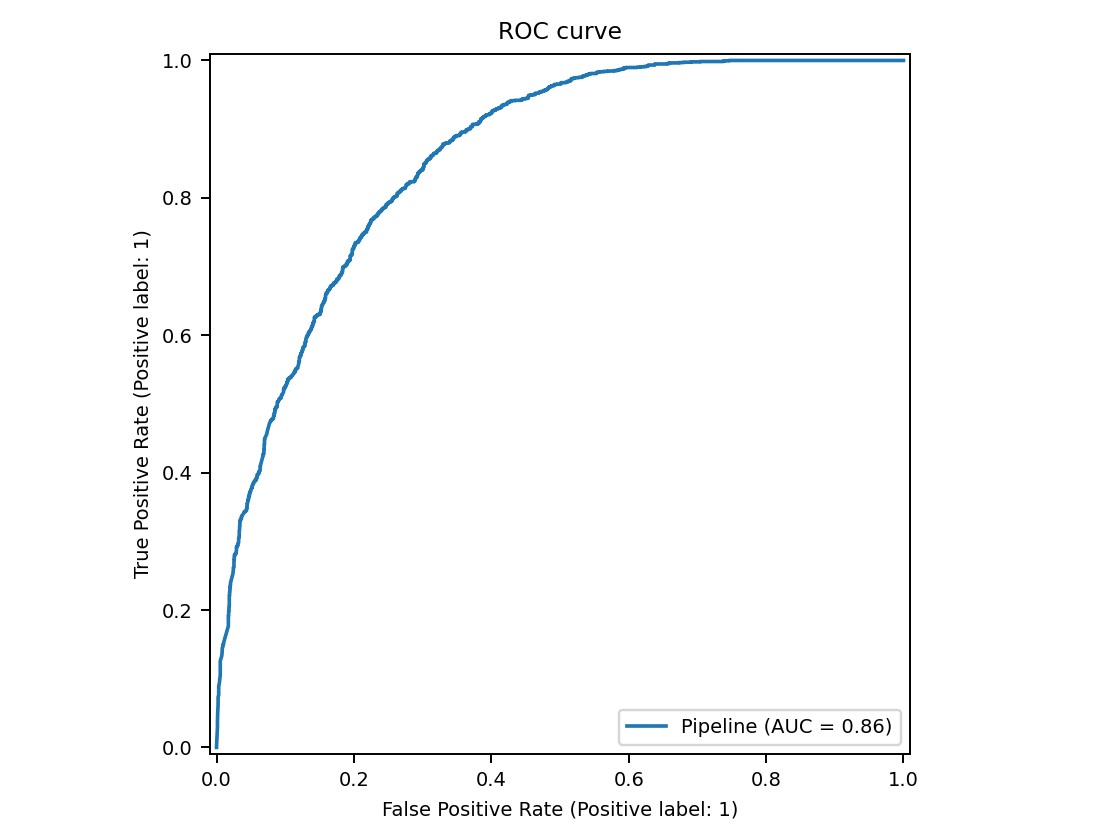 ROC curve
True Positive Rate (Positive label: 1)
1.0
0.8
0.6
0.4
0.2
0.0
Pipeline (AUC = 0.86)
0.0 0.2 0.4 0.6 0.8 1.0
False Positive Rate (Positive label: 1)